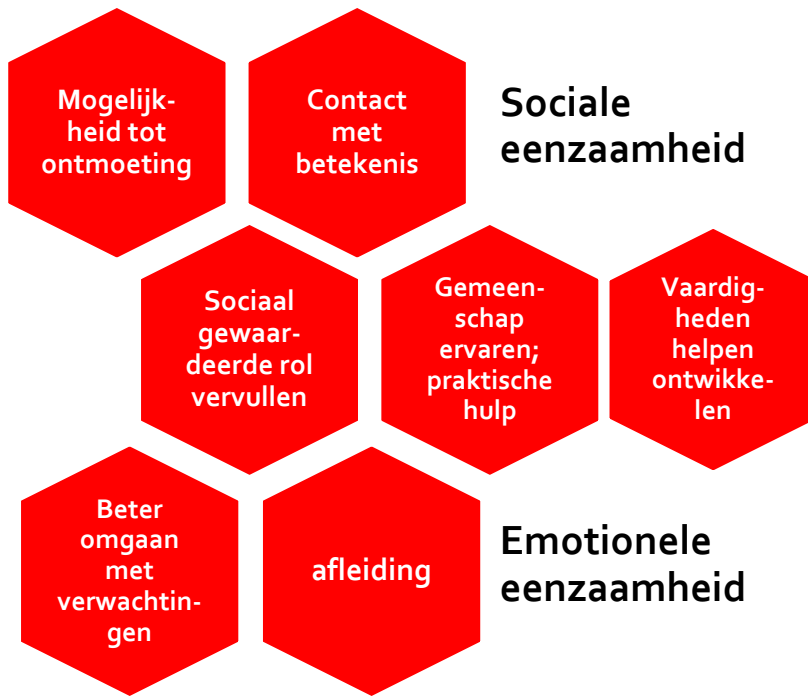 Mogelijk-
heid tot
ontmoeting
Contact
met
betekenis
Sociale
eenzaamheid
Sociaal
gewaar-
deerde rol
vervullen
Gemeen-
schap
ervaren;
praktische
hulp
Vaardig-
heden
helpen
ontwikke-
len
Beter
omgaan
met
verwachtin-
gen
afleiding
Emotionele
eenzaamheid